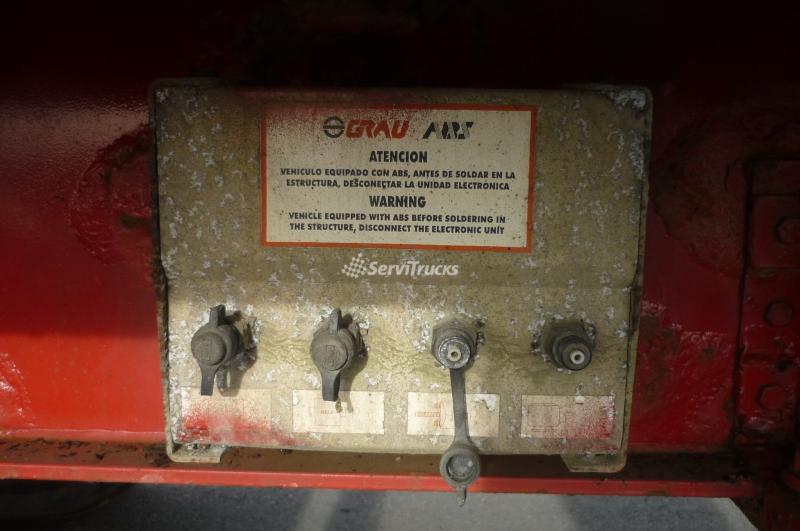 GRAU ABS
ATENCION
VEHICULO EQUIPADO CON ABS, ANTES DE SOLDAR EN LA
ESTRUCTURA, DESCONECTAR LA UNIDAD ELECTRÓNICA
WARNING
VEHICLE EQUIPPED WITH ABS BEFORE SOLDERING IN
THE STRUCTURE, DISCONNECT THE ELECTRONIC UNIT
ServiTrucks